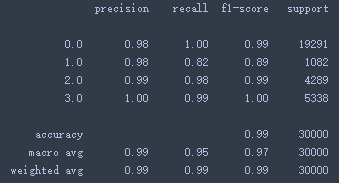 precision recall f1-score support
0.0 0.98 1.00 0.99 19291
1.0 0.98 0.82 0.89 1082
2.0 0.99 0.98 0.99 4289
3.0 1.00 0.99 1.00 5338
accuracy 0.99 30000
macro avg 0.99 0.95 0.97 30000
weighted avg 0.99 0.99 0.99 30000